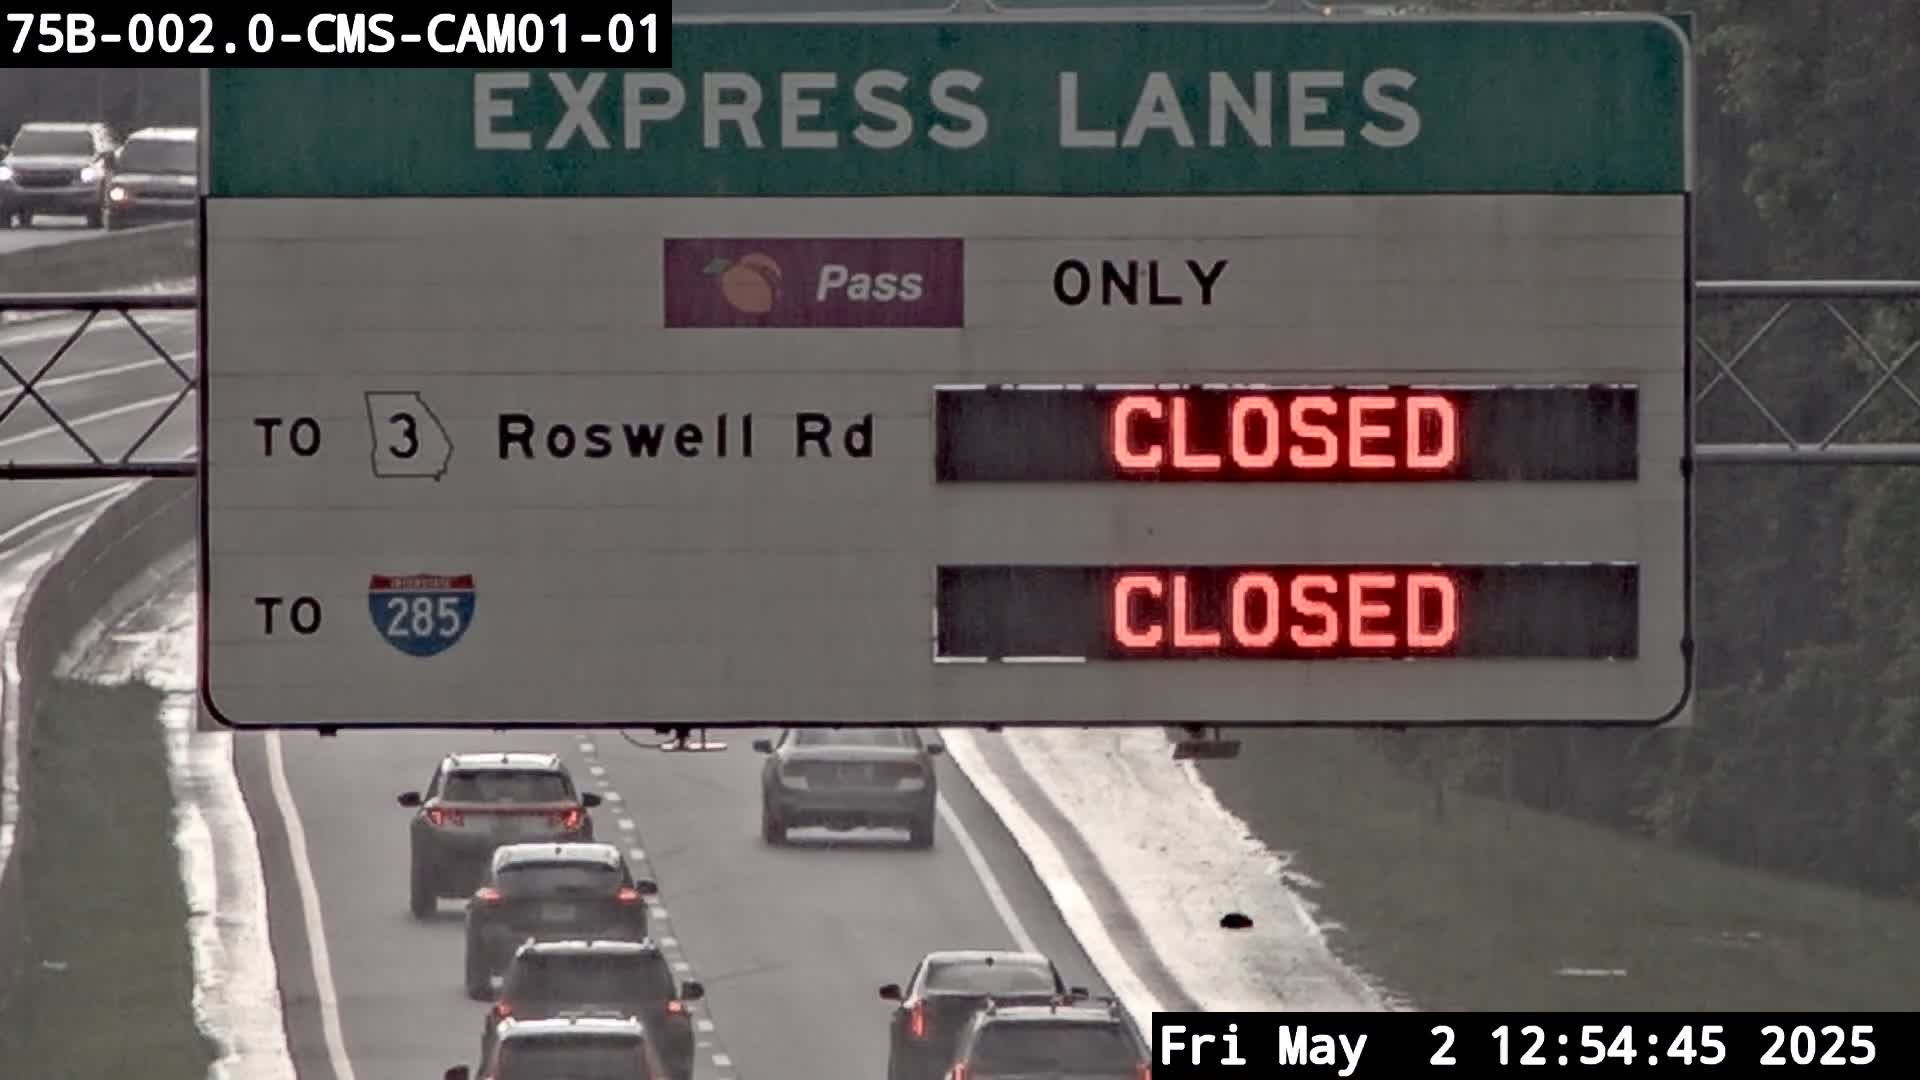 75B-002.0-CMS-CAM01-01
EXPRESS LANES
Pass ONLY
TO 3 Roswell Rd CLOSED
INTERSTATE
TO 285 CLOSED
Fri May 2 12:54:45 2025